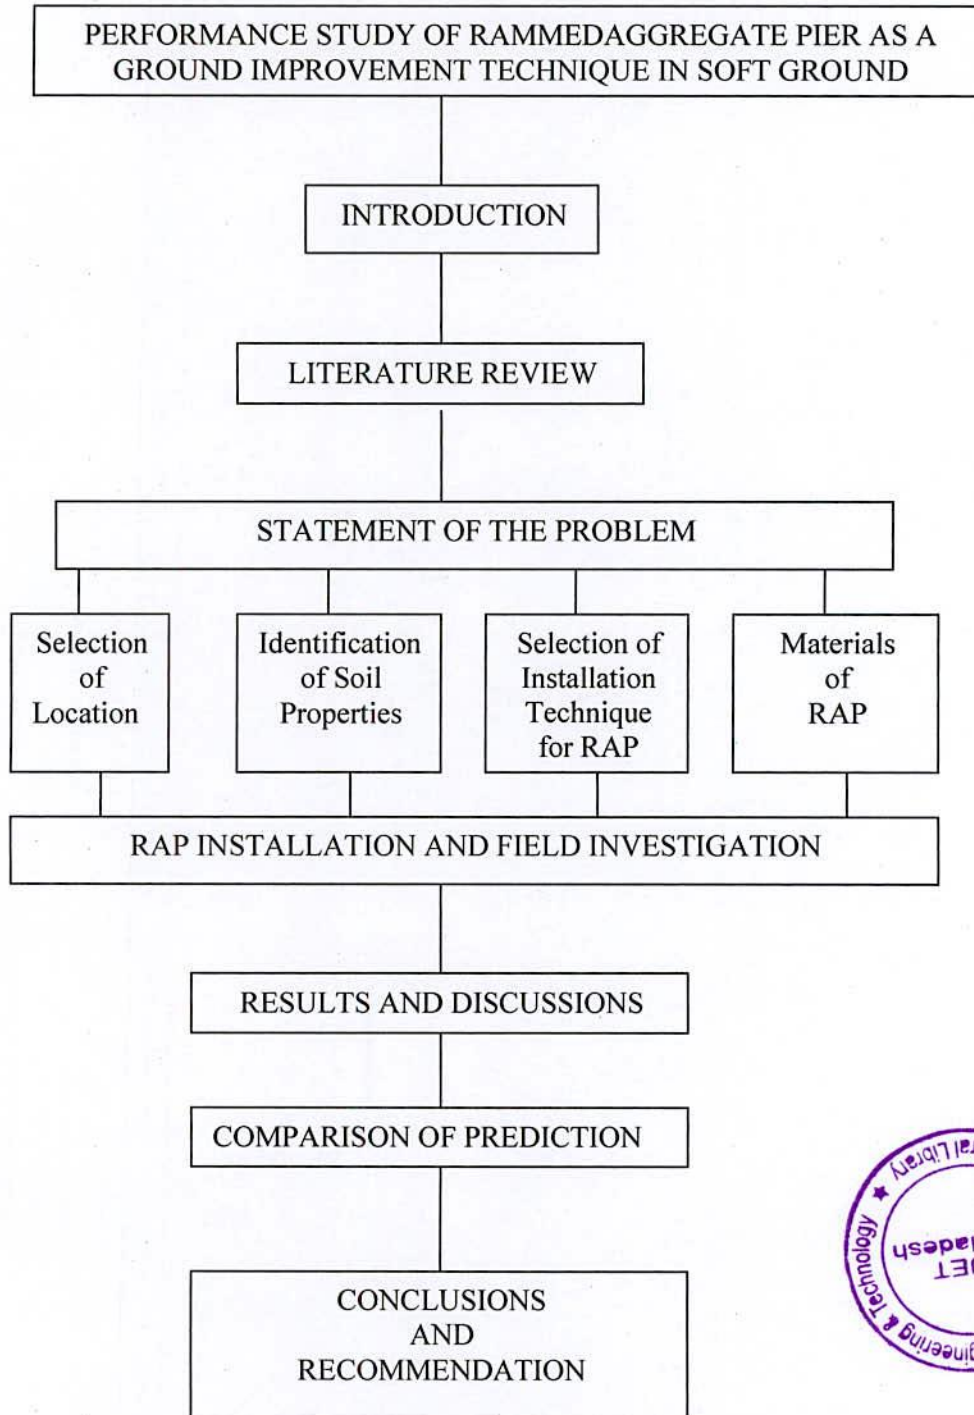 PERFORMANCE STUDY OF RAMMEDAGGREGATE PIER AS A
GROUND IMPROVEMENT TECHNIQUE IN SOFT GROUND
INTRODUCTION
LITERATURE REVIEW
STATEMENT OF THE PROBLEM
Selection
of
Location
Identification
of Soil
Properties
Selection of
Installation
Technique
for RAP
Materials
of
RAP
RAP INSTALLATION AND FIELD INVESTIGATION
RESULTS AND DISCUSSIONS
COMPARISON OF PREDICTION
CONCLUSIONS
AND
RECOMMENDATION
Library ★
& Technology